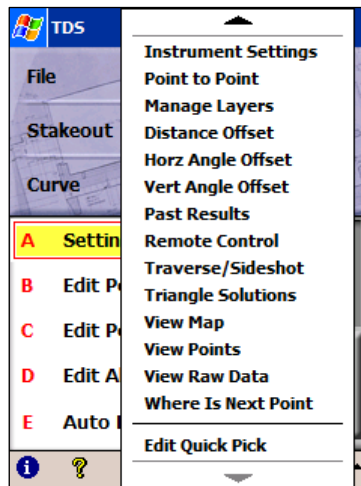 TDS
File
Stakeout
Curve
A Settin
B Edit P
C Edit P
D Edit A
E Auto
Instrument Settings
Point to Point
Manage Layers
Distance Offset
Horz Angle Offset
Vert Angle Offset
Past Results
Remote Control
Traverse/Sideshot
Triangle Solutions
View Map
View Points
View Raw Data
Where Is Next Point
Edit Quick Pick